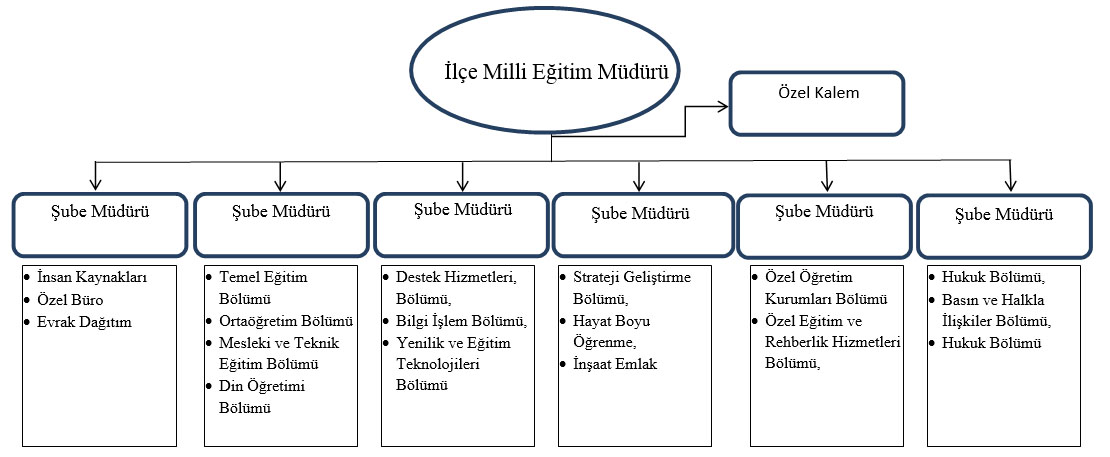 İlçe Milli Eğitim Müdürü
Özel Kalem
Şube Müdürü
• İnsan Kaynakları
• Özel Büro
• Evrak Dağıtım
Şube Müdürü
• Temel Eğitim
Bölümü
• Ortaöğretim Bölümü
• Mesleki ve Teknik
Eğitim Bölümü
• Din Öğretimi
Bölümü
Şube Müdürü
• Destek Hizmetleri,
Bölümü,
• Bilgi İşlem Bölümü,
• Yenilik ve Eğitim
Teknolojileri
Bölümü
Şube Müdürü
• Strateji Geliştirme
Bölümü,
• Hayat Boyu
Öğrenme,
• İnşaat Emlak
Şube Müdürü
• Özel Öğretim
Kurumları Bölümü
• Özel Eğitim ve
Rehberlik Hizmetleri
Bölümü,
Şube Müdürü
• Hukuk Bölümü,
• Basın ve Halkla
İlişkiler Bölümü,
• Hukuk Bölümü